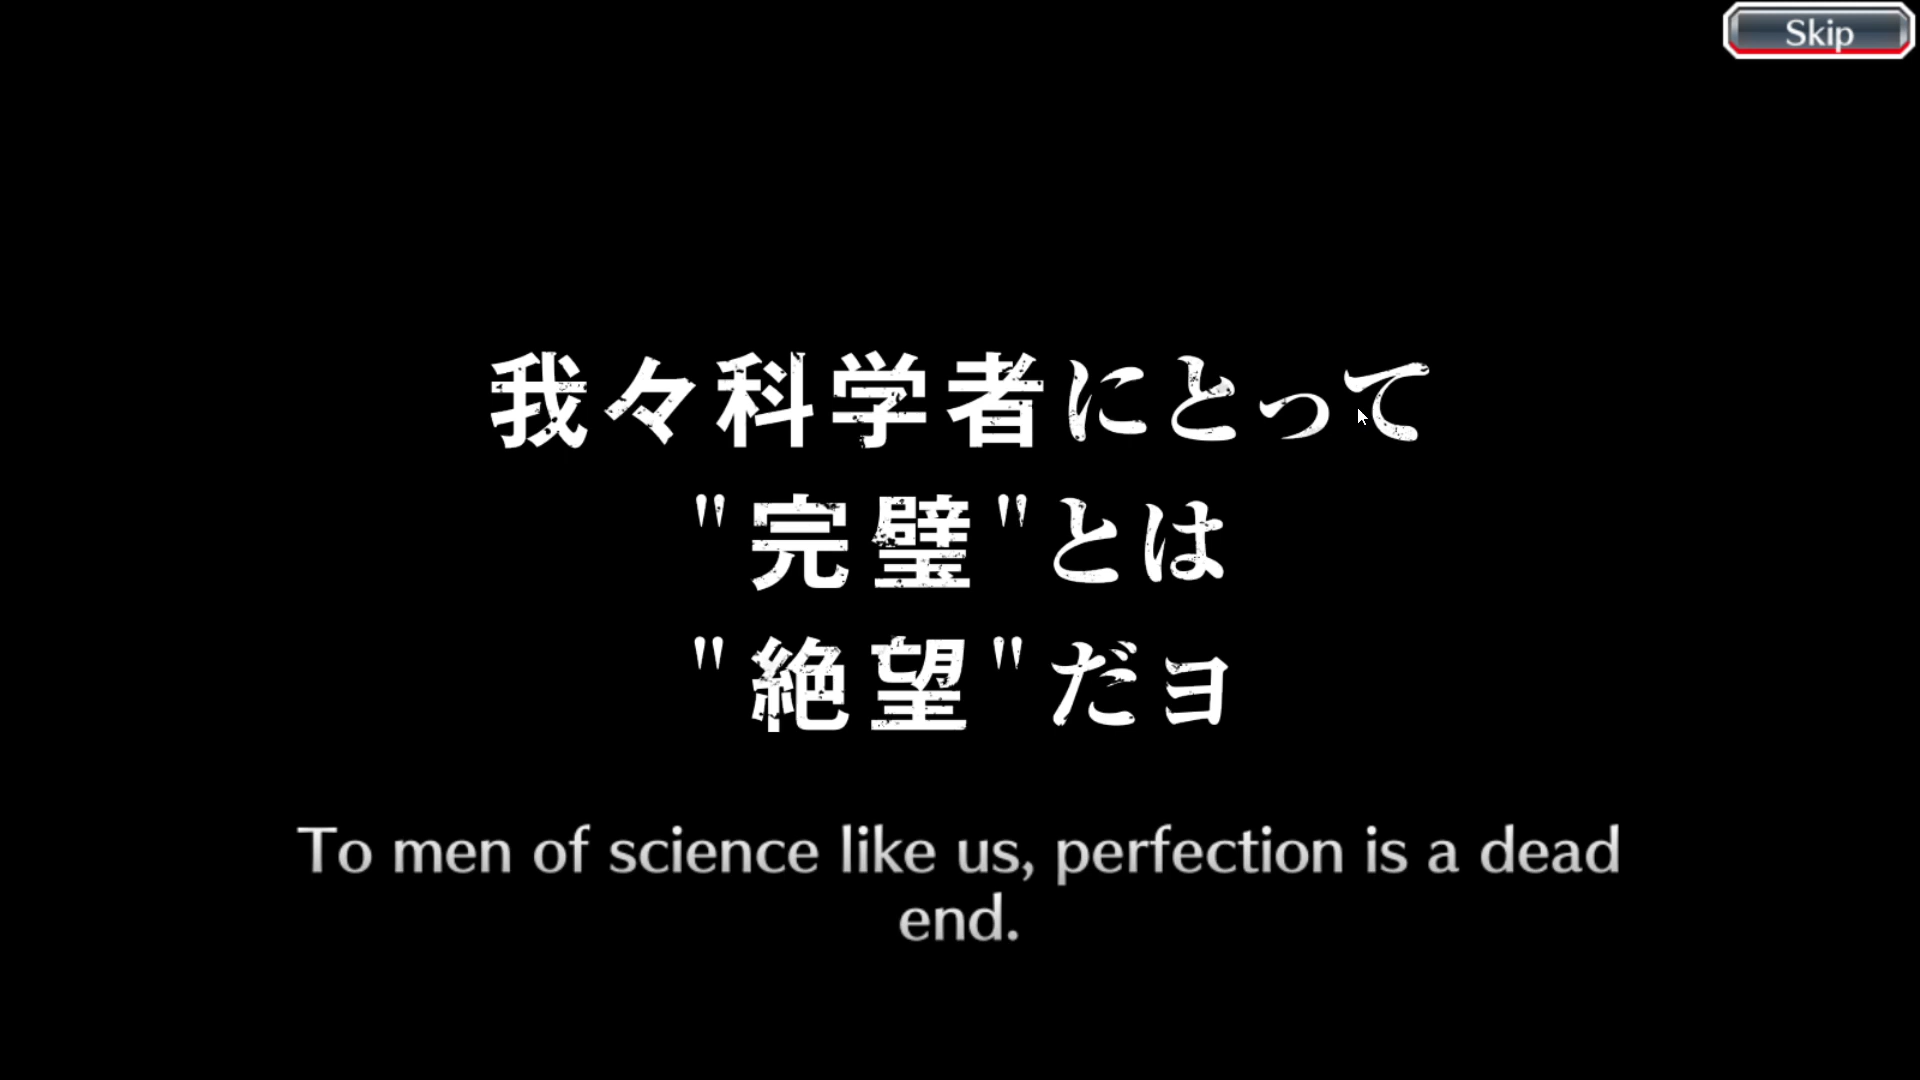 Skip
我々科学者にとって
"完璧"とは
"絶望"だヨ
To men of science like us, perfection is a dead
end.